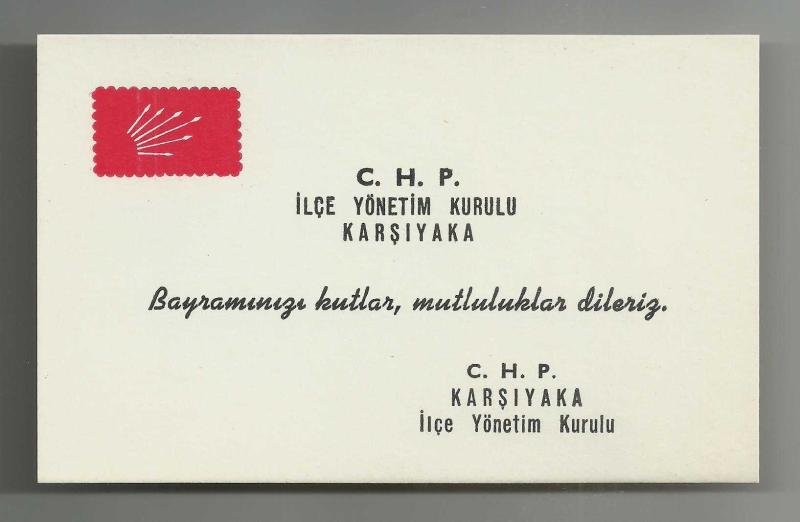 C. H. P.
İLÇE YÖNETİM KURULU
KARŞIYAKA
Bayramınızı kutlar, mutluluklar dileriz.
C. H. P.
KARŞIYAKA
İlçe Yönetim Kurulu